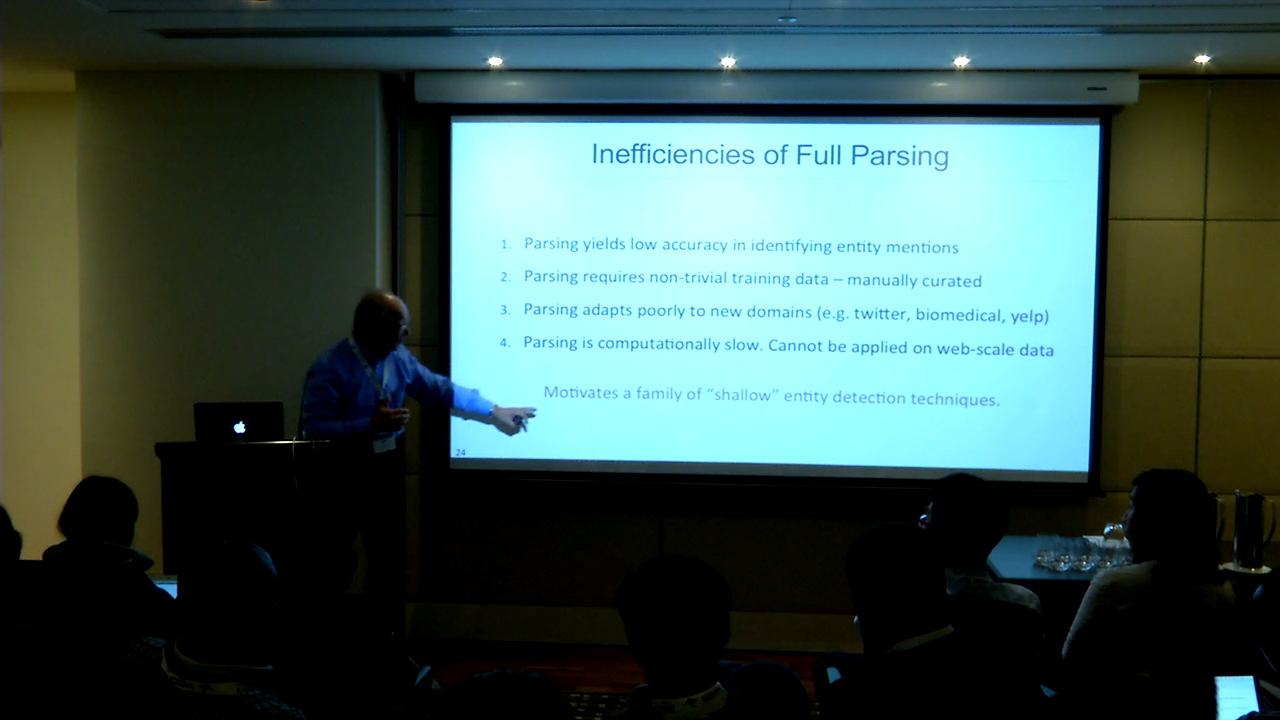 Inefficiencies of Full Parsing
1. Parsing yields low accuracy in identifying entity mentions
2. Parsing requires non-trivial training data – manually curated
3. Parsing adapts poorly to new domains (e.g. twitter, biomedical, yelp)
4. Parsing is computationally slow. Cannot be applied on web-scale data
Motivates a family of “shallow” entity detection techniques.
24